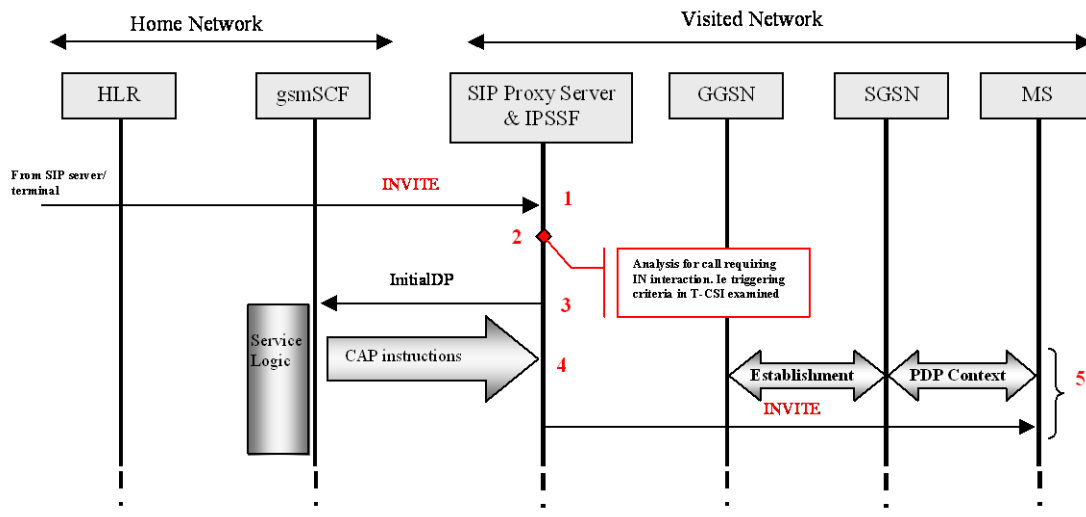 Home Network
Visited Network
HLR
gsmSCF
SIP Proxy Server
& IPSSF
GGSN
SGSN
MS
From SIP server/
terminal
INVITE
1
2
Analysis for call requiring
IN interaction. Ie triggering
criteria in T-CSI examined
InitialDP
3
Service
Logic
CAP instructions
4
Establishment
PDP Context
5
INVITE